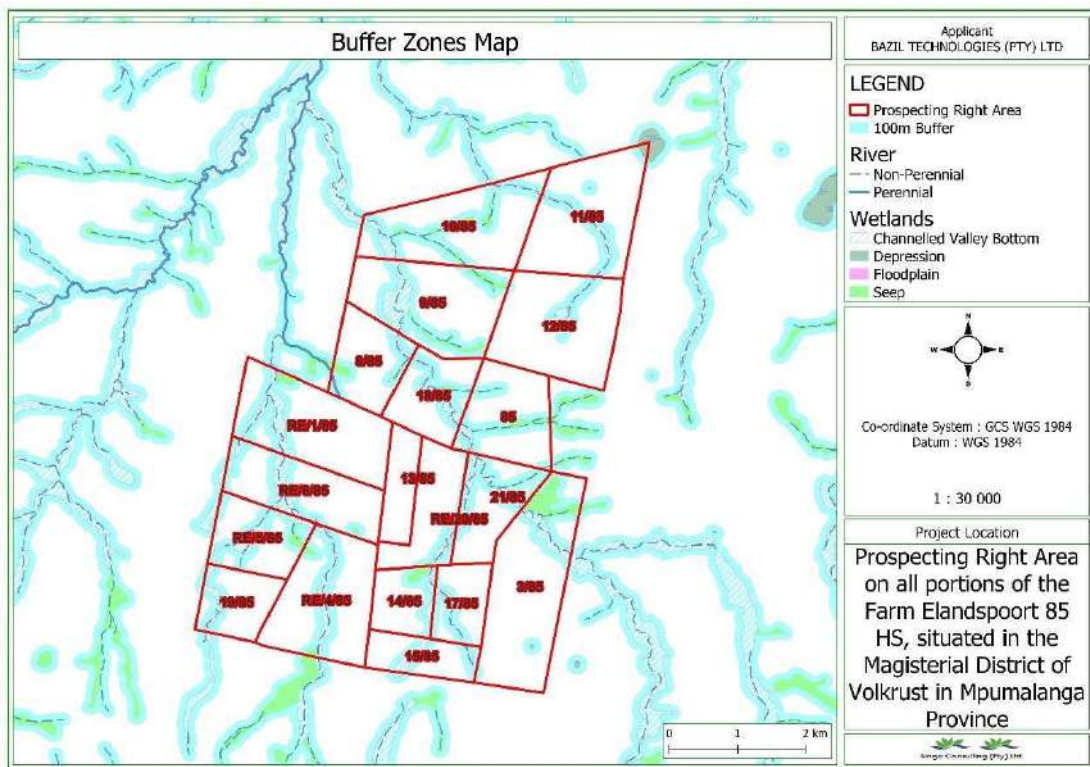 Buffer Zones Map
Applicant
BAZIL TECHNOLOGIES (PTY) LTD
LEGEND
Prospecting Right Area
100m Buffer
River
Non-Perennial
Perennial
Wetlands
Channelled Valley Bottom
Depression
Floodplain
Seep
N
W
E
S
Co-ordinate System : GCS WGS 1984
Datum : WGS 1984
1 : 30 000
Project Location
Prospecting Right Area
on all portions of the
Farm Elandspoort 85
HS, situated in the
Magisterial District of
Volkrust in Mpumalanga
Province
Singo Consulting (Pty) Ltd
10/85
11/85
9/85
12/85
8/85
18/85
85
RE/1/85
13/85
RE/6/85
21/85
RE/20/85
RE/5/85
3/85
19/85
RE/4/85
14/85
17/85
15/85
0 1 2 km